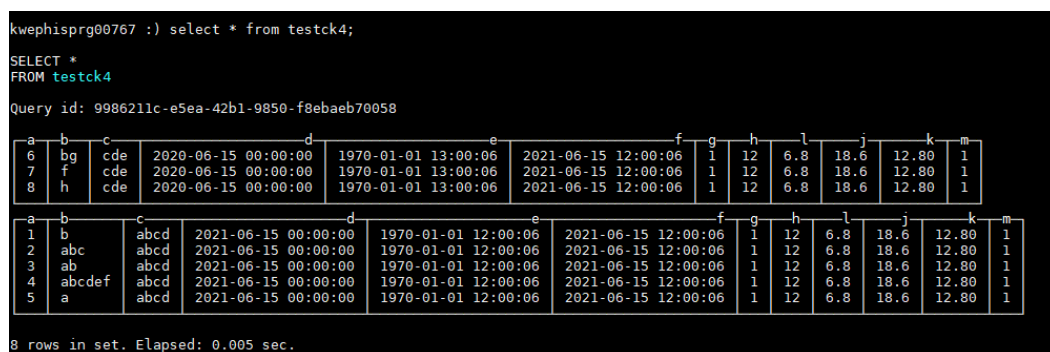 kwephisprg00767 :) select * from testck4;
SELECT *
FROM testck4
Query id: 9986211c-e5ea-42b1-9850-f8ebaeb70058
a b c d e f g h l j k m
6 bg cde 2020-06-15 00:00:00 1970-01-01 13:00:06 2021-06-15 12:00:06 1 12 6.8 18.6 12.80 1
7 f cde 2020-06-15 00:00:00 1970-01-01 13:00:06 2021-06-15 12:00:06 1 12 6.8 18.6 12.80 1
8 h cde 2020-06-15 00:00:00 1970-01-01 13:00:06 2021-06-15 12:00:06 1 12 6.8 18.6 12.80 1
a b c d e f g h l j k m
1 b abcd 2021-06-15 00:00:00 1970-01-01 12:00:06 2021-06-15 12:00:06 1 12 6.8 18.6 12.80 1
2 abc abcd 2021-06-15 00:00:00 1970-01-01 12:00:06 2021-06-15 12:00:06 1 12 6.8 18.6 12.80 1
3 ab abcd 2021-06-15 00:00:00 1970-01-01 12:00:06 2021-06-15 12:00:06 1 12 6.8 18.6 12.80 1
4 abcdef abcd 2021-06-15 00:00:00 1970-01-01 12:00:06 2021-06-15 12:00:06 1 12 6.8 18.6 12.80 1
5 a abcd 2021-06-15 00:00:00 1970-01-01 12:00:06 2021-06-15 12:00:06 1 12 6.8 18.6 12.80 1
8 rows in set. Elapsed: 0.005 sec.